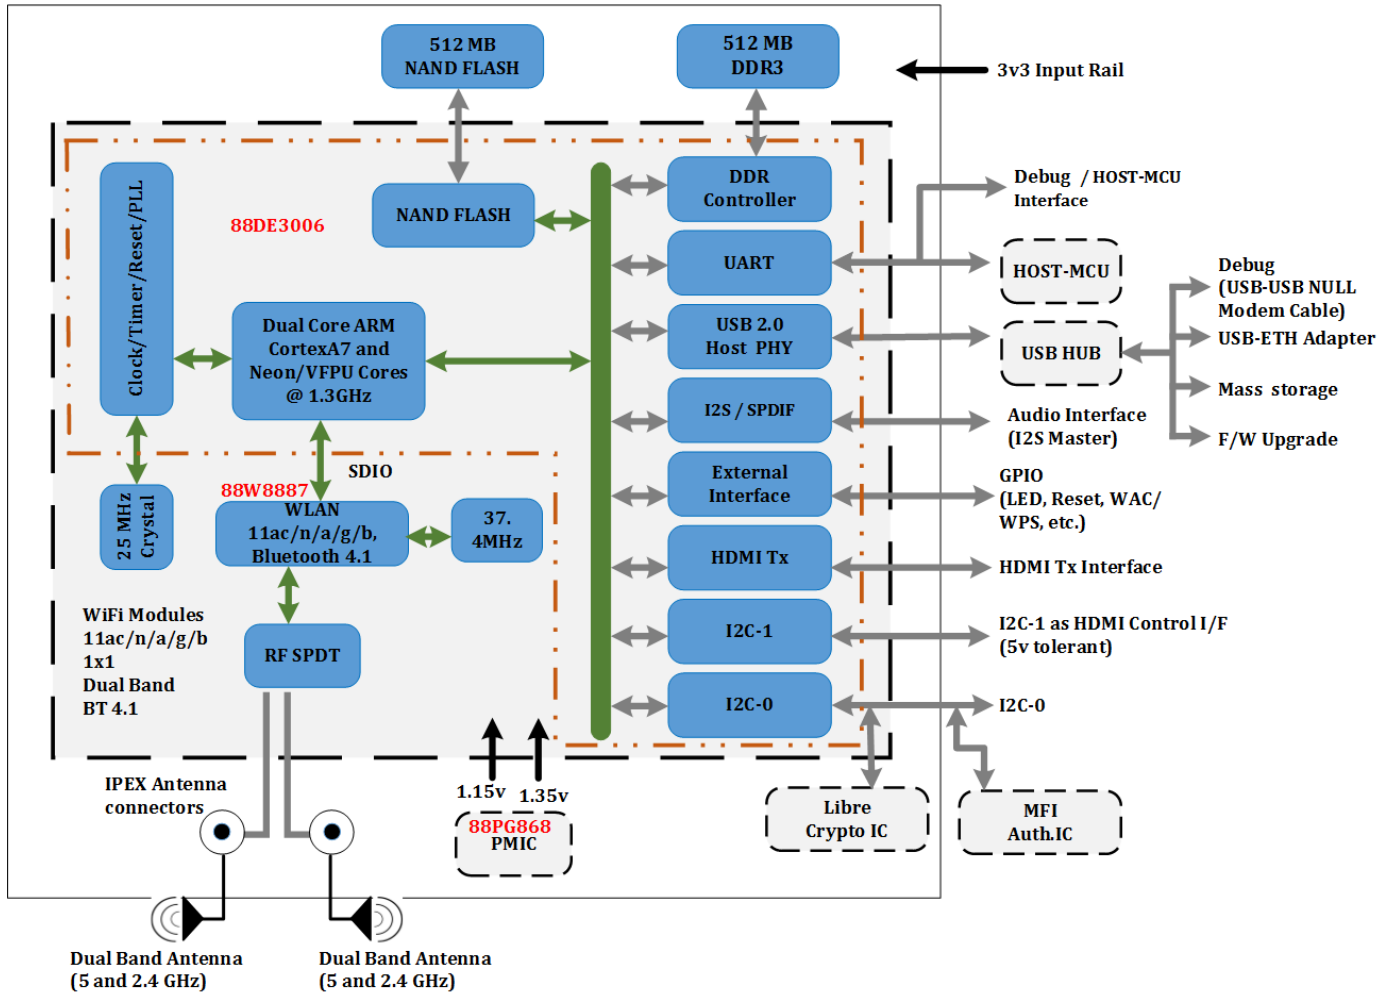 512 MB
NAND FLASH
512 MB
DDR3
3v3 Input Rail
Clock/Timer/Reset/PLL
88DE3006
NAND FLASH
DDR
Controller
Debug / HOST-MCU
Interface
UART
HOST-MCU
Debug
(USB-USB NULL
Modem Cable)
Dual Core ARM
CortexA7 and
Neon/VFPU Cores
@ 1.3GHz
USB 2.0
Host PHY
USB HUB
USB-ETH Adapter
Mass storage
F/W Upgrade
I2S / SPDIF
Audio Interface
(I2S Master)
SDIO
25 MHz
Crystal
88W8887
WLAN
11ac/n/a/g/b,
Bluetooth 4.1
37.
4MHz
External
Interface
GPIO
(LED, Reset, WAC/
WPS, etc.)
HDMI Tx
HDMI Tx Interface
WiFi Modules
11ac/n/a/g/b
1x1
Dual Band
BT 4.1
RF SPDT
I2C-1
I2C-1 as HDMI Control I/F
(5v tolerant)
I2C-0
I2C-0
IPEX Antenna
connectors
1.15v
1.35v
88PG868
PMIC
Libre
Crypto IC
MFI
Auth.IC
Dual Band Antenna
(5 and 2.4 GHz)
Dual Band Antenna
(5 and 2.4 GHz)